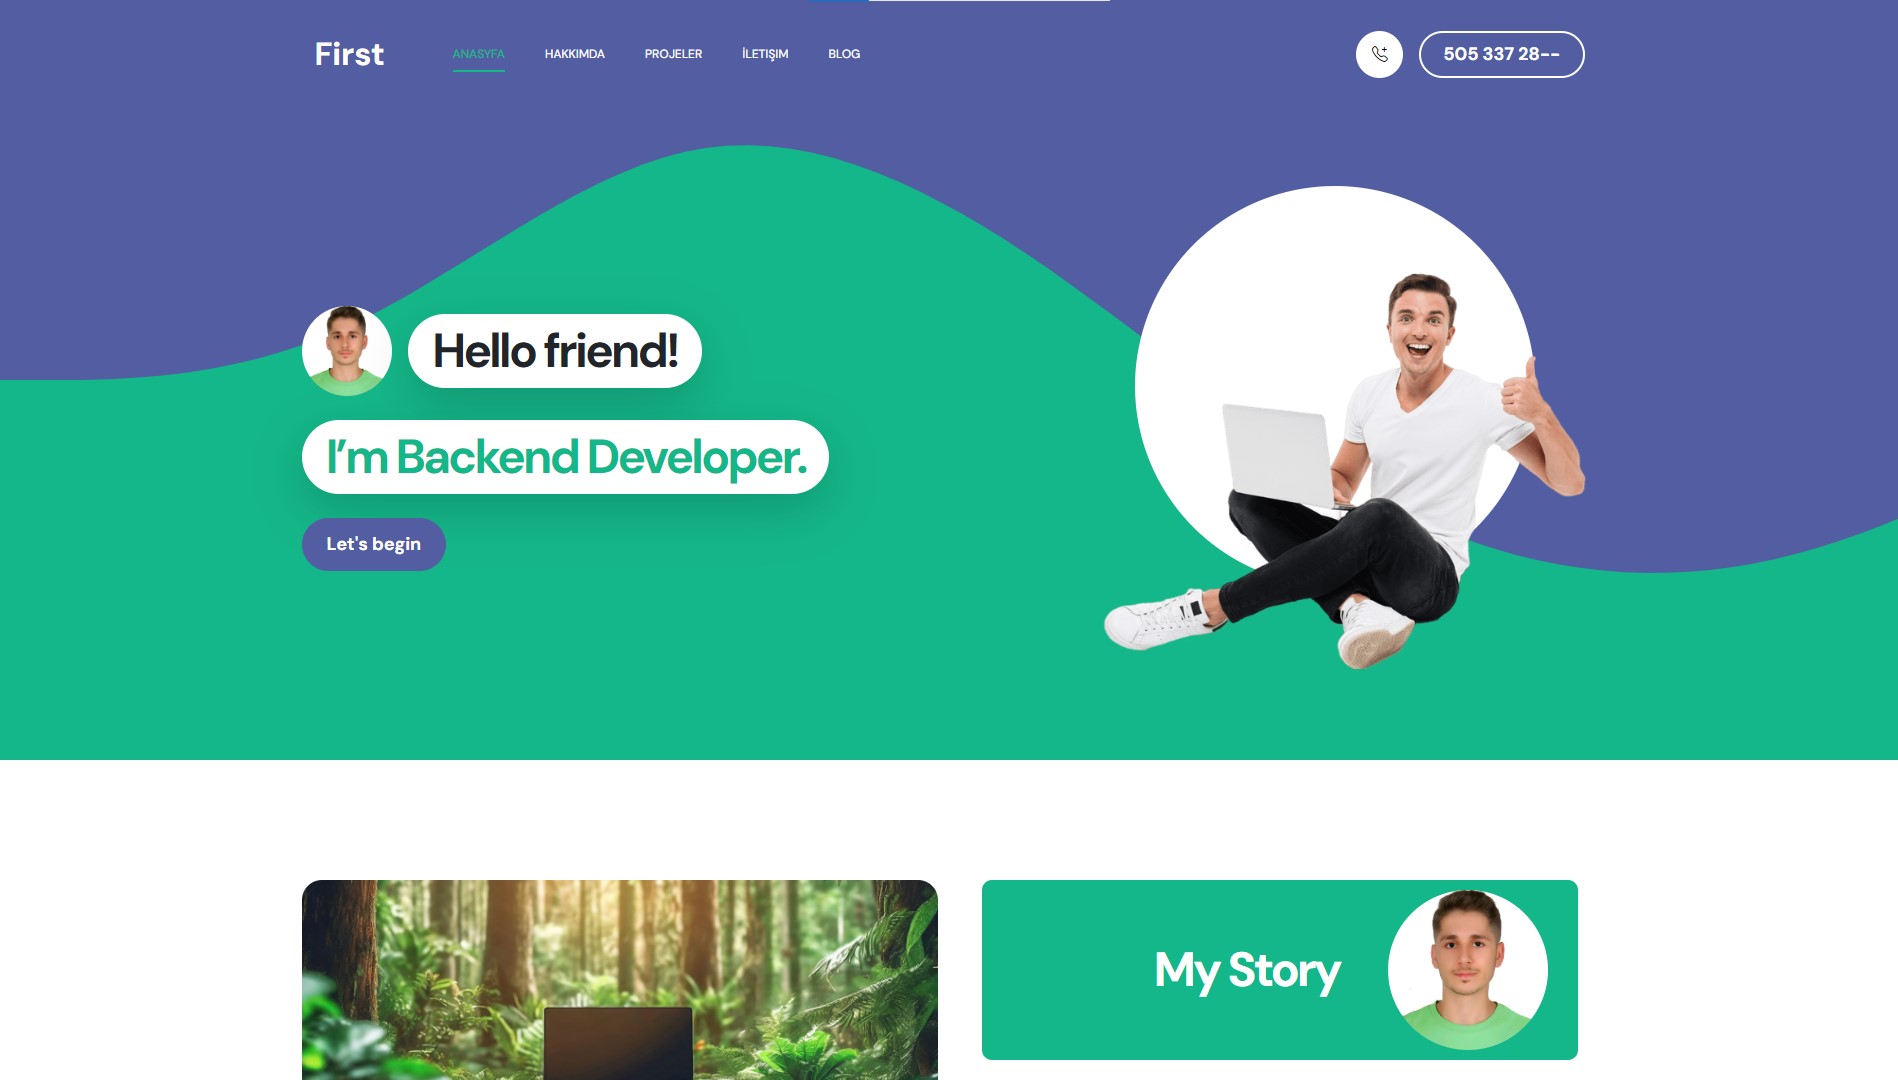 First
ANASYFA
HAKKIMDA
PROJELER
İLETIŞIM
BLOG
505 337 28--
Hello friend!
I’m Backend Developer.
Let's begin
My Story